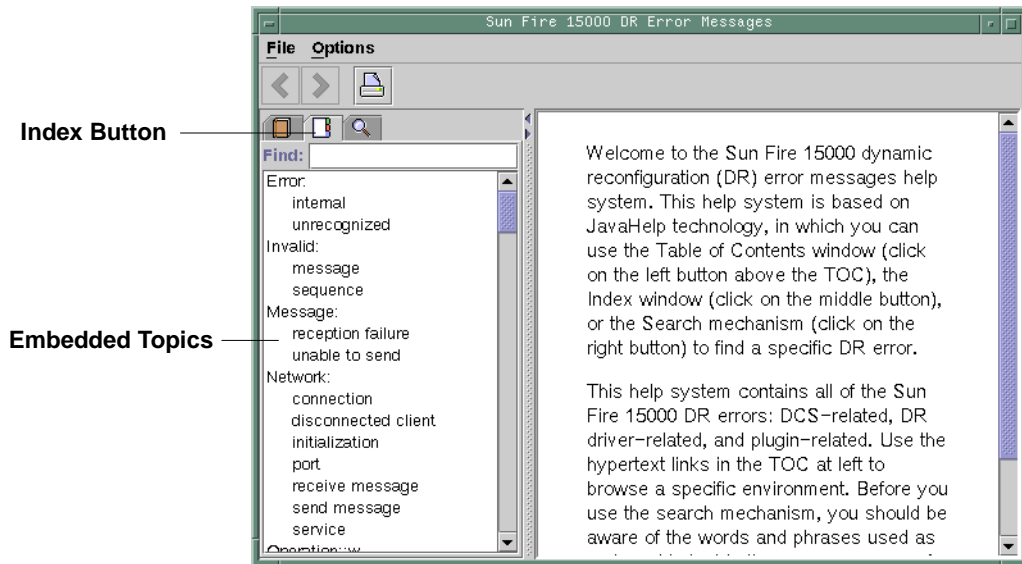 Sun Fire 15000 DR Error Messages
File Options
Index Button
Find:
Error:
internal
unrecognized
Invalid:
message
sequence
Message:
reception failure
unable to send
Embedded Topics
Network:
connection
disconnected client
initialization
port
receive message
send message
service
Welcome to the Sun Fire 15000 dynamic
reconfiguration (DR) error messages help
system. This help system is based on
JavaHelp technology, in which you can
use the Table of Contents window (click
on the left button above the TOC), the
Index window (click on the middle button),
or the Search mechanism (click on the
right button) to find a specific DR error.
This help system contains all of the Sun
Fire 15000 DR errors: DCS-related, DR
driver-related, and plugin-related. Use the
hypertext links in the TOC at left to
browse a specific environment. Before you
use the search mechanism, you should be
aware of the words and phrases used as